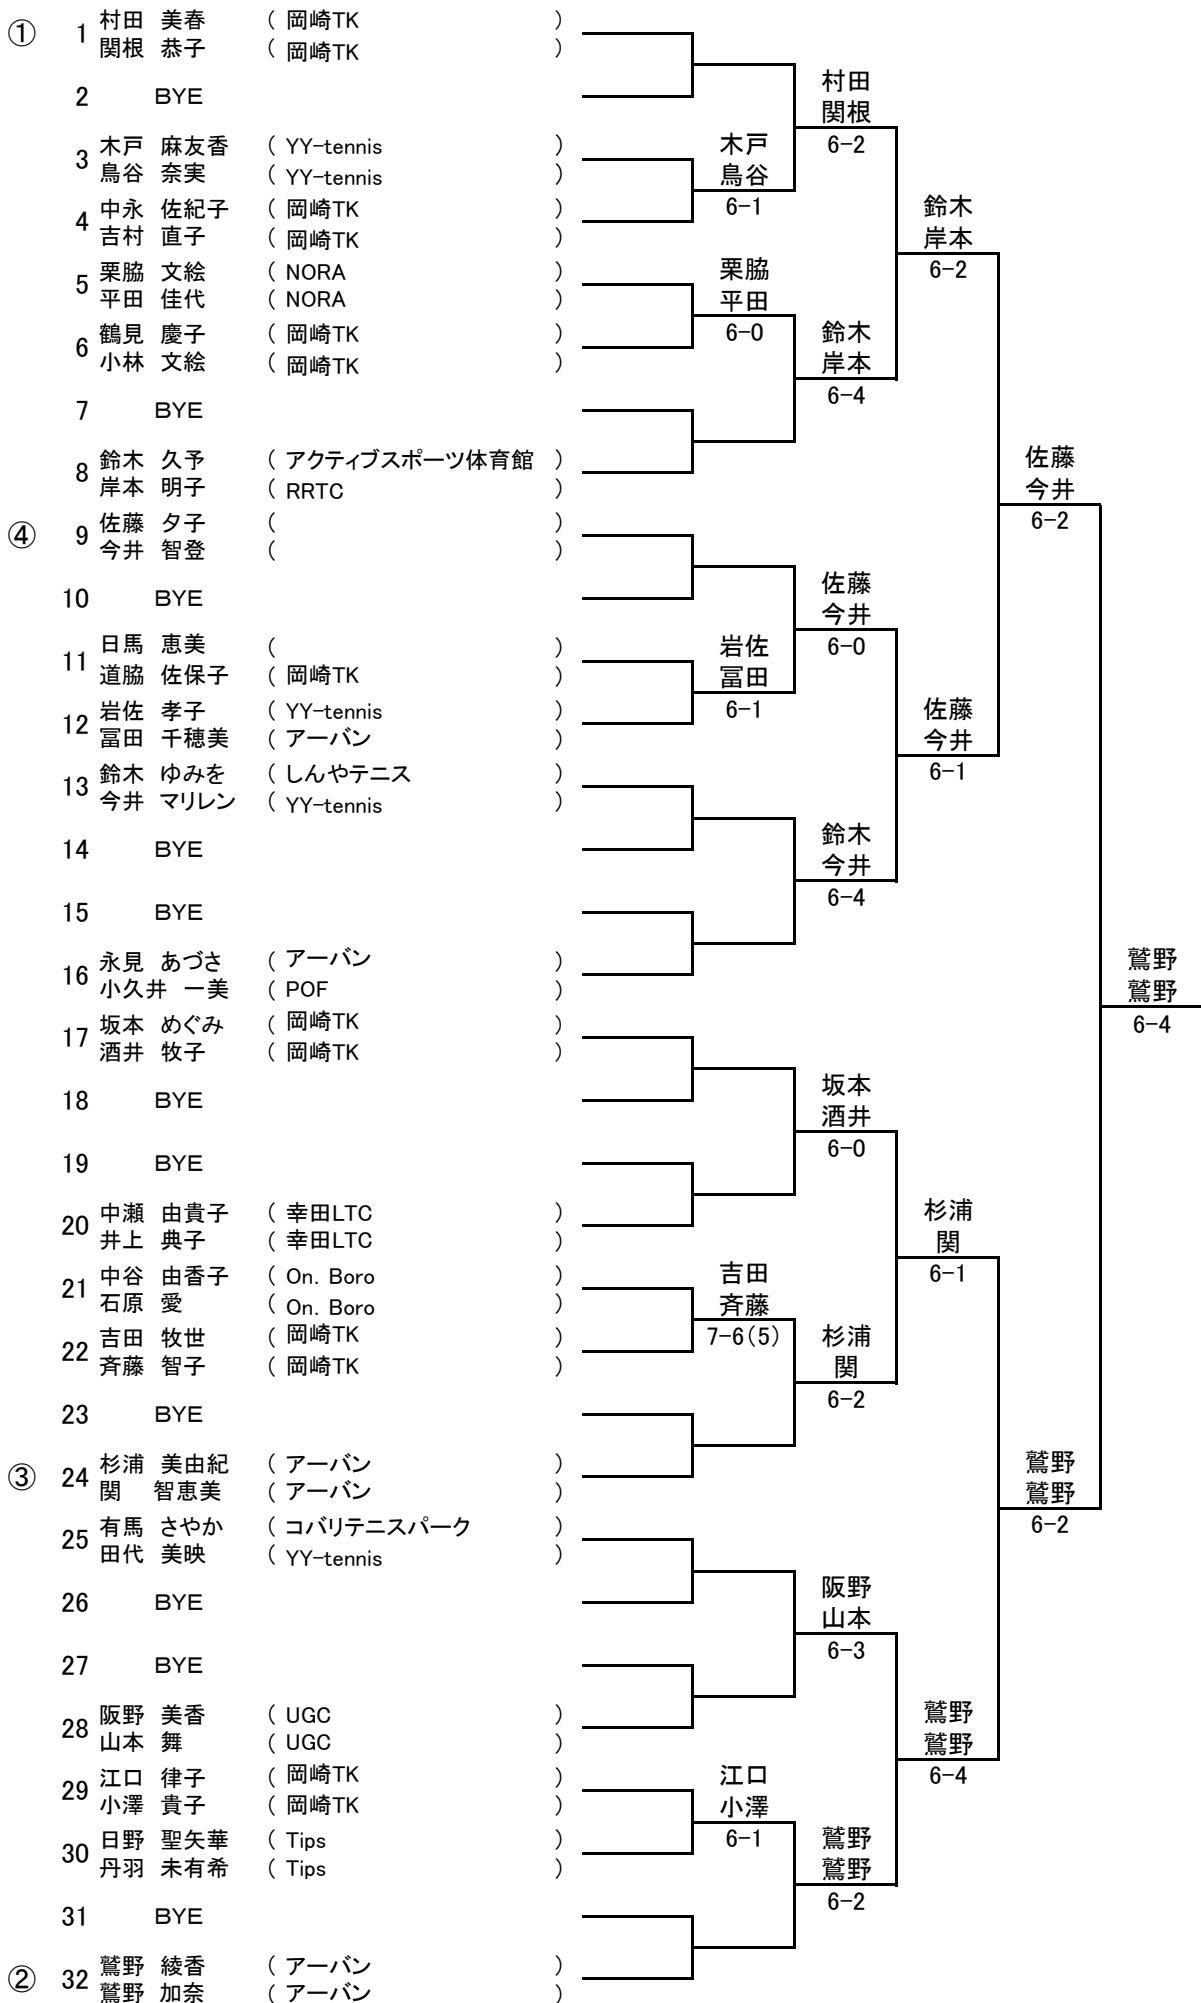 ① 1 村田 美春 ( 岡崎TK )
関根 恭子 ( 岡崎TK )
2 BYE
村田
関根
6-2
3 木戸 麻友香 ( YY-tennis )
鳥谷 奈実 ( YY-tennis )
木戸
鳥谷
6-1
4 中永 佐紀子 ( 岡崎TK )
吉村 直子 ( 岡崎TK )
鈴木
岸本
6-2
5 栗脇 文絵 ( NORA )
平田 佳代 ( NORA )
栗脇
平田
6-0
6 鶴見 慶子 ( 岡崎TK )
小林 文絵 ( 岡崎TK )
鈴木
岸本
6-4
7 BYE
8 鈴木 久予 ( アクティブスポーツ体育館 )
岸本 明子 ( RRTC )
佐藤
今井
6-2
④ 9 佐藤 夕子 ( )
今井 智登 ( )
10 BYE
佐藤
今井
6-0
11 日馬 恵美 ( )
道脇 佐保子 ( 岡崎TK )
岩佐
冨田
6-1
12 岩佐 孝子 ( YY-tennis )
冨田 千穂美 ( アーバン )
佐藤
今井
6-1
13 鈴木 ゆみを ( しんやテニス )
今井 マリレン ( YY-tennis )
14 BYE
鈴木
今井
6-4
15 BYE
16 永見 あづさ ( アーバン )
小久井 一美 ( POF )
鷲野
鷲野
6-4
17 坂本 めぐみ ( 岡崎TK )
酒井 牧子 ( 岡崎TK )
18 BYE
坂本
酒井
6-0
19 BYE
20 中瀬 由貴子 ( 幸田LTC )
井上 典子 ( 幸田LTC )
杉浦
関
6-1
21 中谷 由香子 ( On. Boro )
石原 愛 ( On. Boro )
吉田
斉藤
7-6(5)
22 吉田 牧世 ( 岡崎TK )
斉藤 智子 ( 岡崎TK )
杉浦
関
6-2
23 BYE
③ 24 杉浦 美由紀 ( アーバン )
関 智恵美 ( アーバン )
鷲野
鷲野
6-2
25 有馬 さやか ( コバリテニスパーク )
田代 美映 ( YY-tennis )
26 BYE
阪野
山本
6-3
27 BYE
28 阪野 美香 ( UGC )
山本 舞 ( UGC )
鷲野
鷲野
6-4
29 江口 律子 ( 岡崎TK )
小澤 貴子 ( 岡崎TK )
江口
小澤
6-1
30 日野 聖矢華 ( Tips )
丹羽 未有希 ( Tips )
鷲野
鷲野
6-2
31 BYE
② 32 鷲野 綾香 ( アーバン )
鷲野 加奈 ( アーバン )